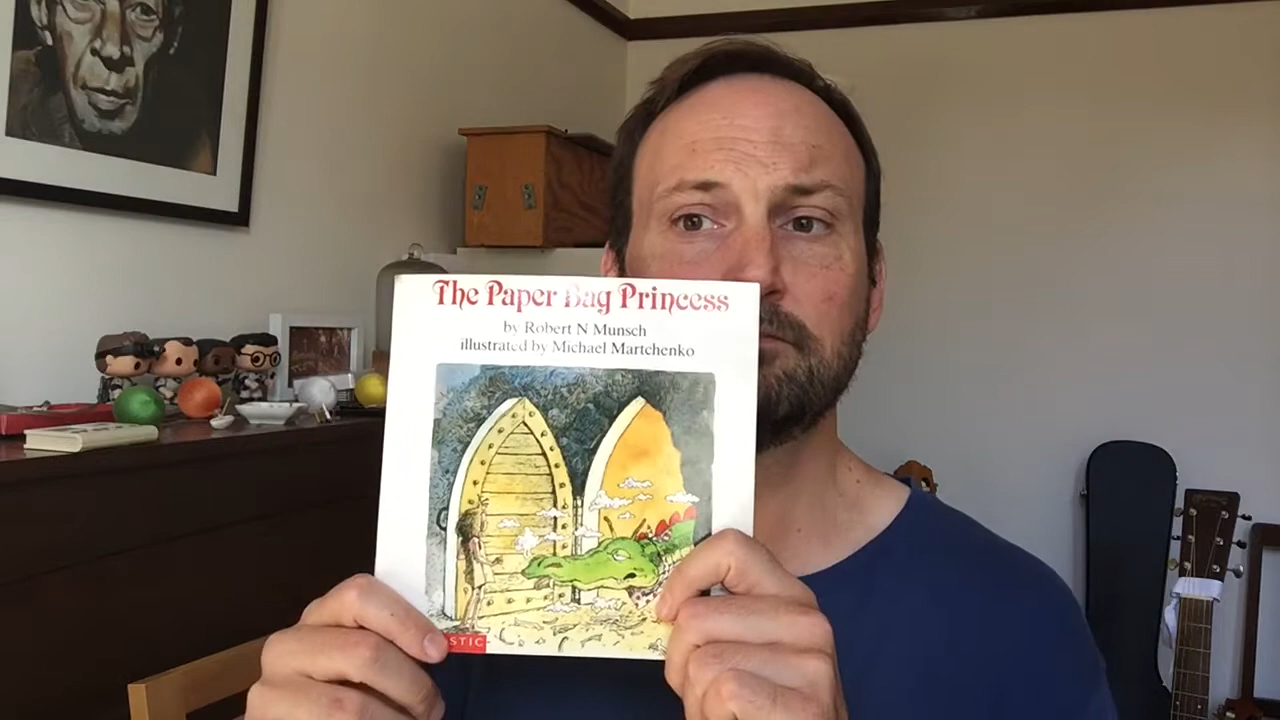 The Paper Bag Princess
by Robert N Munsch
illustrated by Michael Martchenko
STIC